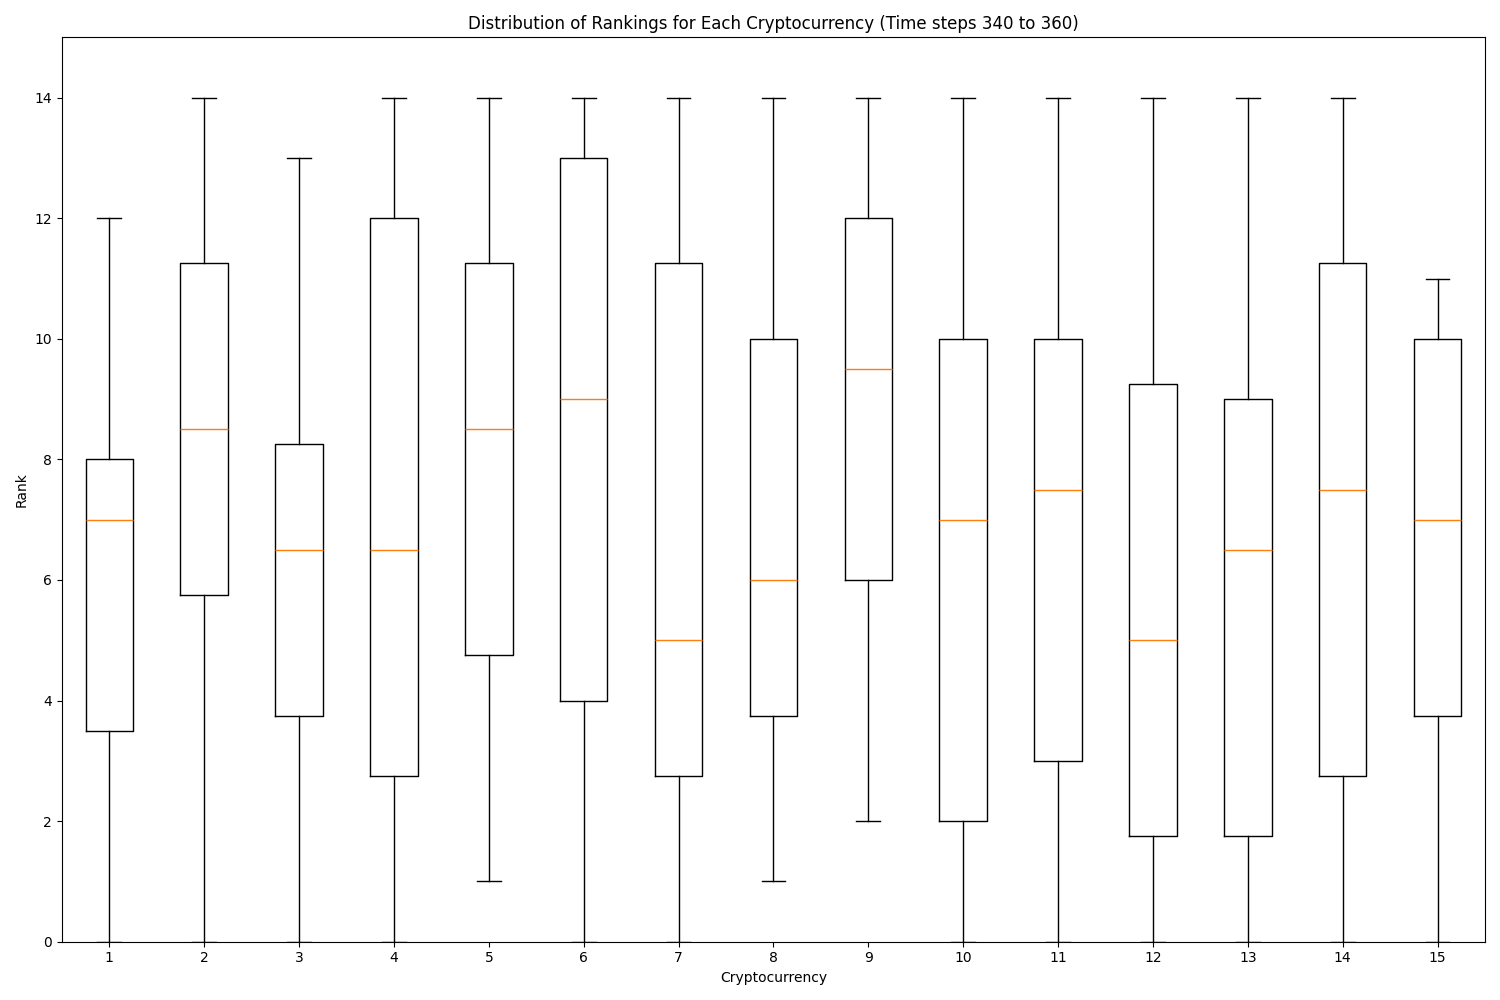 Distribution of Rankings for Each Cryptocurrency (Time steps 340 to 360)
14
12
10
8
6
4
2
0
Rank
1 2 3 4 5 6 7 8 9 10 11 12 13 14 15
Cryptocurrency